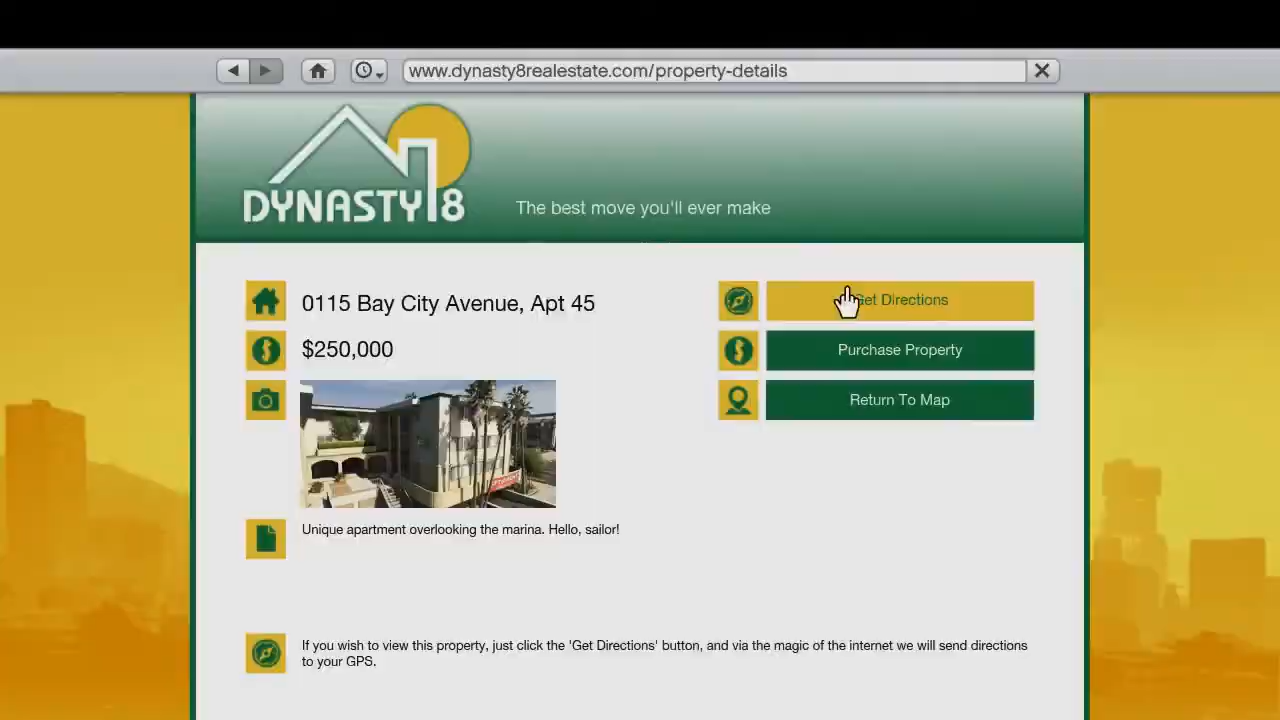 www.dynasty8realestate.com/property-details
DYNASTY 8
The best move you'll ever make
0115 Bay City Avenue, Apt 45
Get Directions
$250,000
Purchase Property
Return To Map
Unique apartment overlooking the marina. Hello, sailor!
If you wish to view this property, just click the 'Get Directions' button, and via the magic of the internet we will send directions
to your GPS.